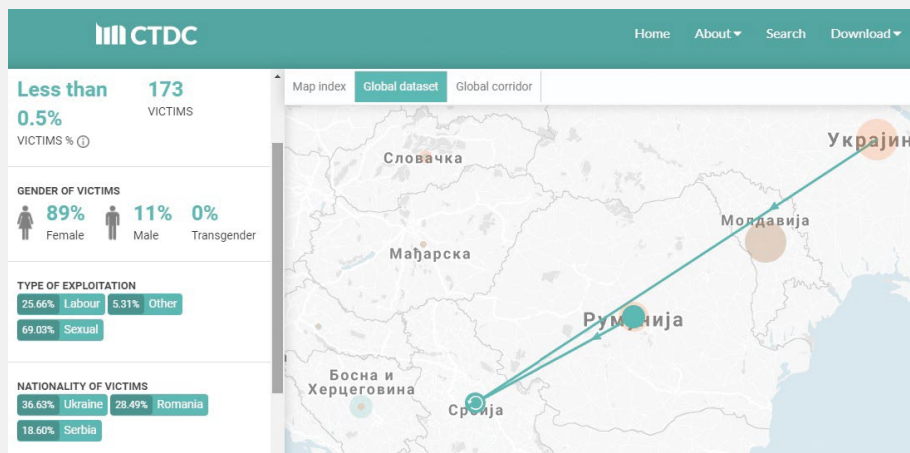 CTDC
Home About Search Download
Less than
0.5%
VICTIMS %
173
VICTIMS
GENDER OF VICTIMS
89%
Female
11%
Male
0%
Transgender
TYPE OF EXPLOITATION
25.66% Labour 5.31% Other
69.03% Sexual
NATIONALITY OF VICTIMS
36.63% Ukraine 28.49% Romania
18.60% Serbia
Map index Global dataset Global corridor
Украјин
Словачка
Молдавија
Мађарска
Румунија
Босна и
Херцеговина
Србија